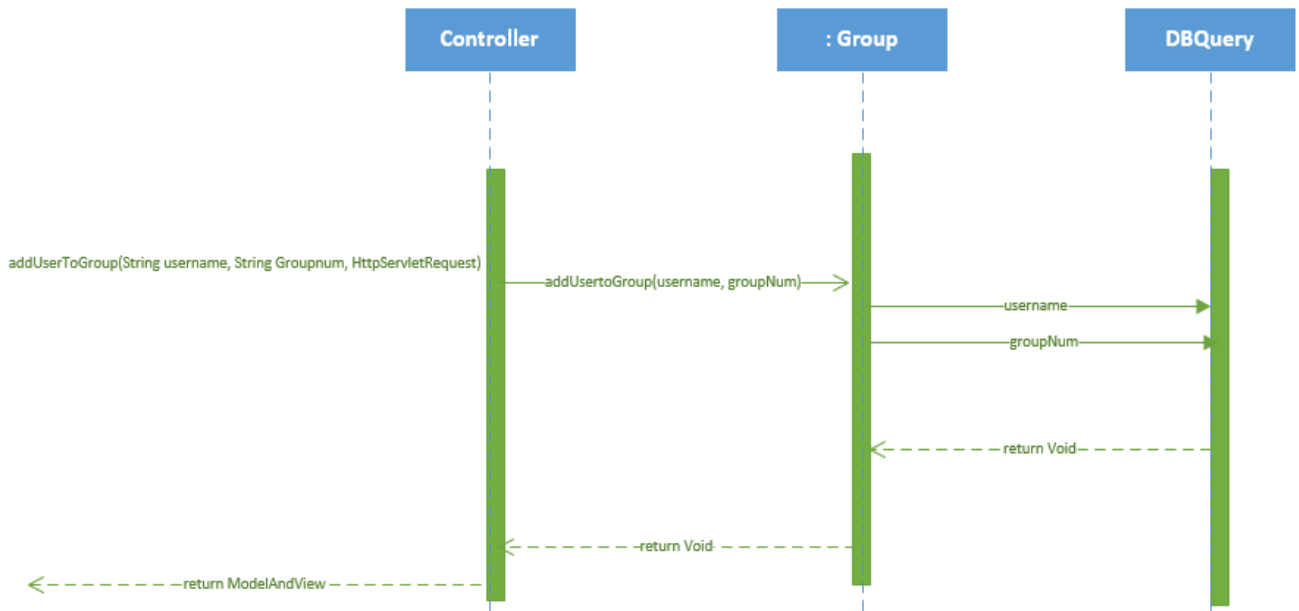 Controller
: Group
DBQuery
addUserToGroup(String username, String Groupnum, HttpServletRequest)
addUsertoGroup(username, groupNum)
username
groupNum
return Void
return Void
return ModelAndView